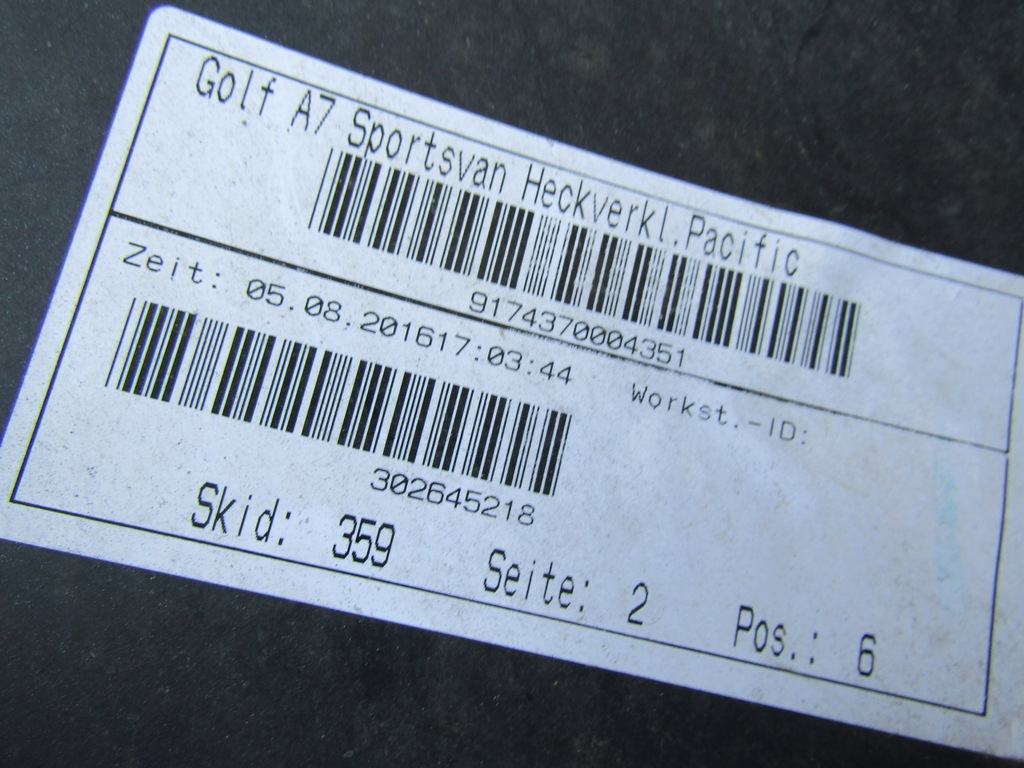 Golf A7 Sportsvan Heckverkl.Pacific
9174370004351
Zeit: 05.08.201617:03:44 Workst.-ID:
302645218
Skid: 359 Seite: 2 Pos.: 6